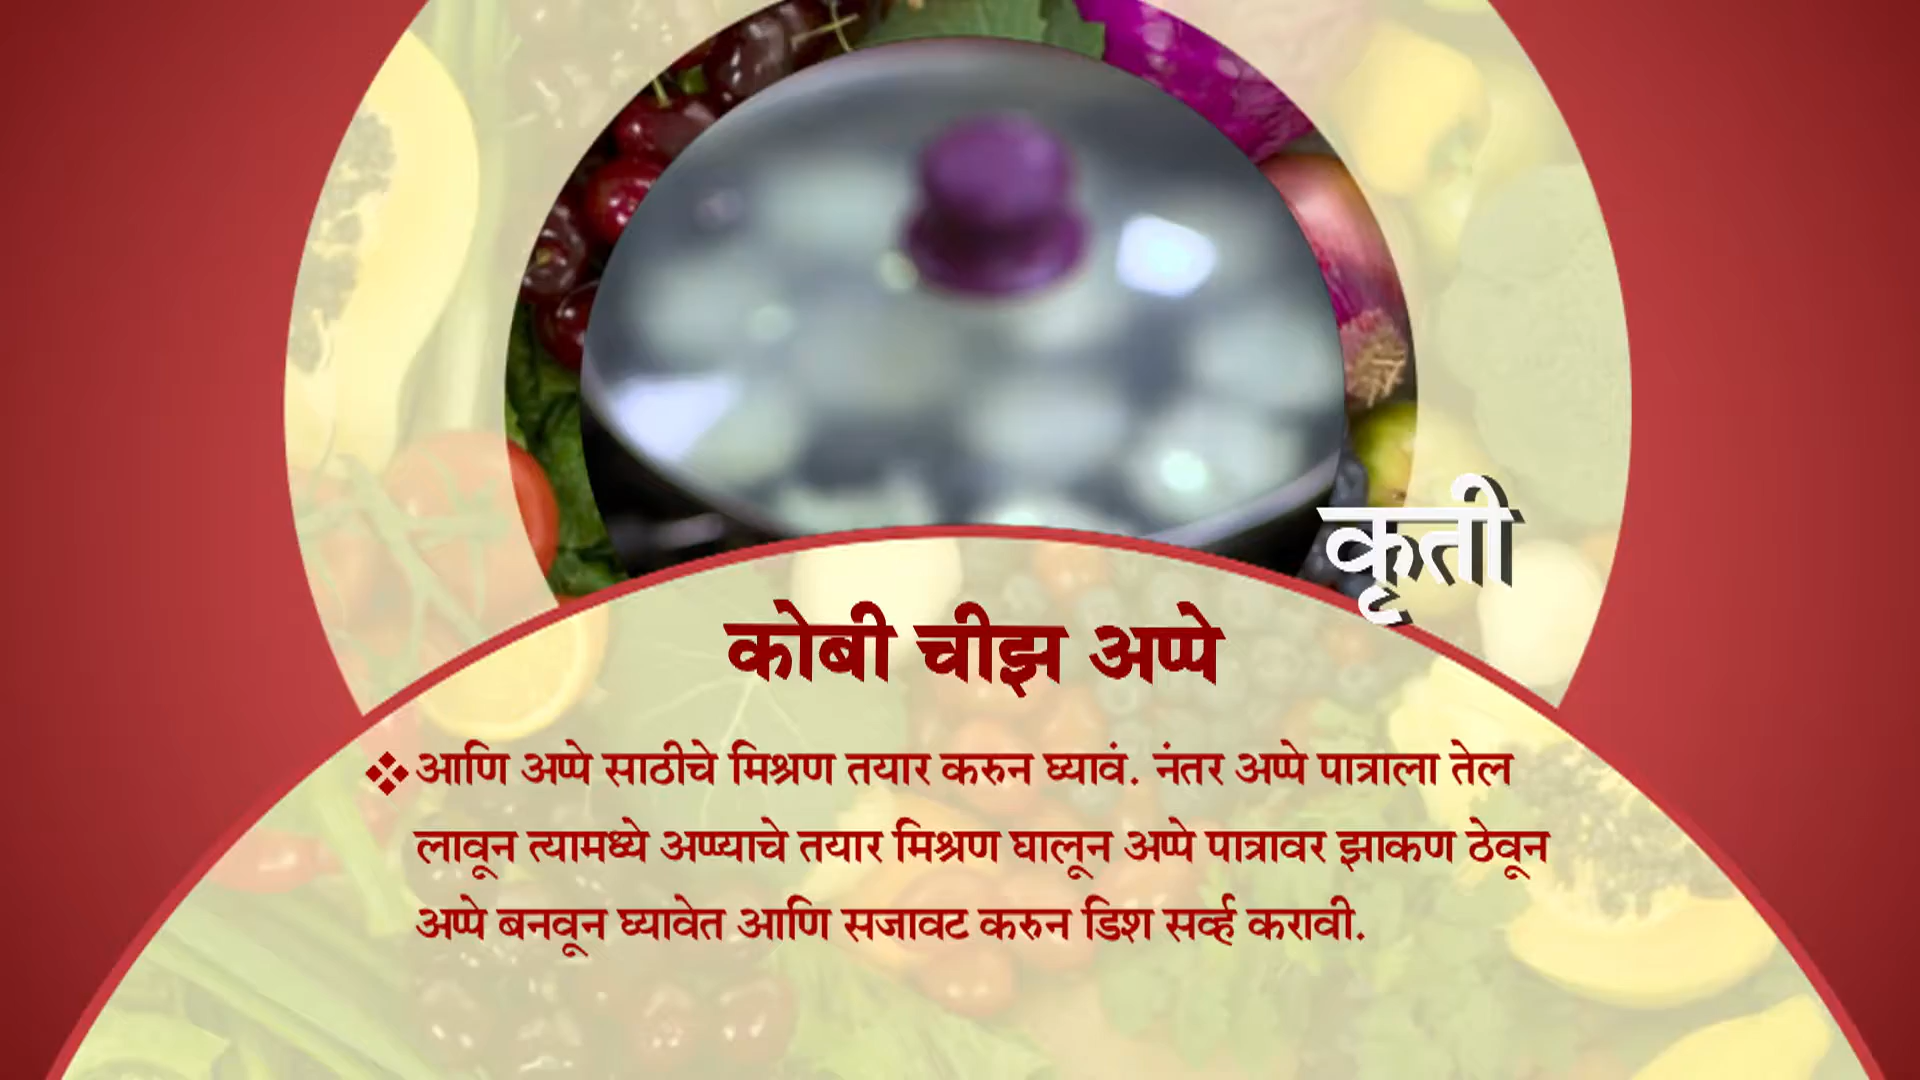 कृती
कोबी चीझ अप्पे
❖आणि अप्पे साठीचे मिश्रण तयार करुन घ्यावं. नंतर अप्पे पात्राला तेल
लावून त्यामध्ये अप्प्याचे तयार मिश्रण घालून अप्पे पात्रावर झाकण ठेवून
अप्पे बनवून घ्यावेत आणि सजावट करुन डिश सर्व्ह करावी.